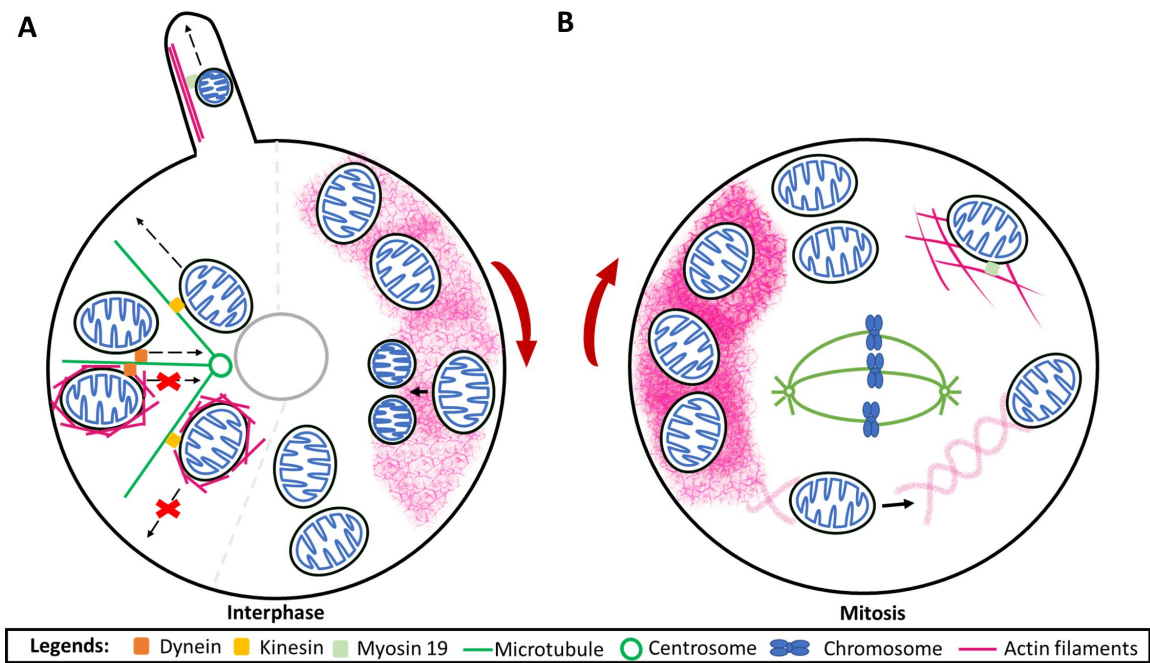 A
B
Interphase
Mitosis
Legends: Dynein Kinesin Myosin 19 Microtubule Centrosome Chromosome Actin filaments